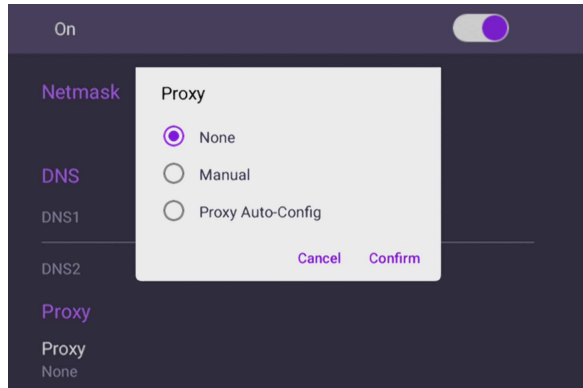 On
Netmask
Proxy
None
Manual
Proxy Auto-Config
Cancel Confirm
DNS
DNS1
DNS2
Proxy
Proxy
None